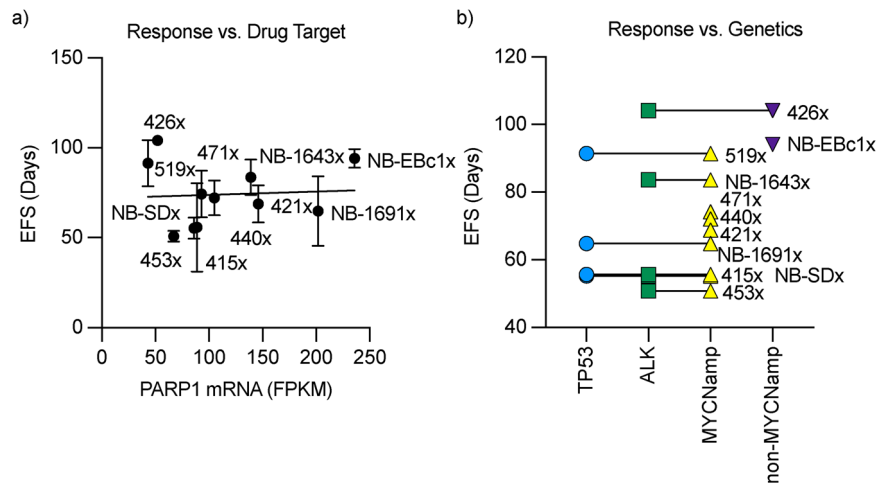 a)
Response vs. Drug Target
150
100
50
0
EFS (Days)
426x
519x
471x
NB-1643x
NB-EBc1x
NB-SDx
421x
NB-1691x
440x
453x
415x
0 50 100 150 200 250
PARP1 mRNA (FPKM)
b)
Response vs. Genetics
120
100
80
60
40
EFS (Days)
426x
NB-EBc1x
519x
NB-1643x
471x
440x
421x
NB-1691x
415x NB-SDx
453x
TP53
ALK
MYCNamp
non-MYCNamp